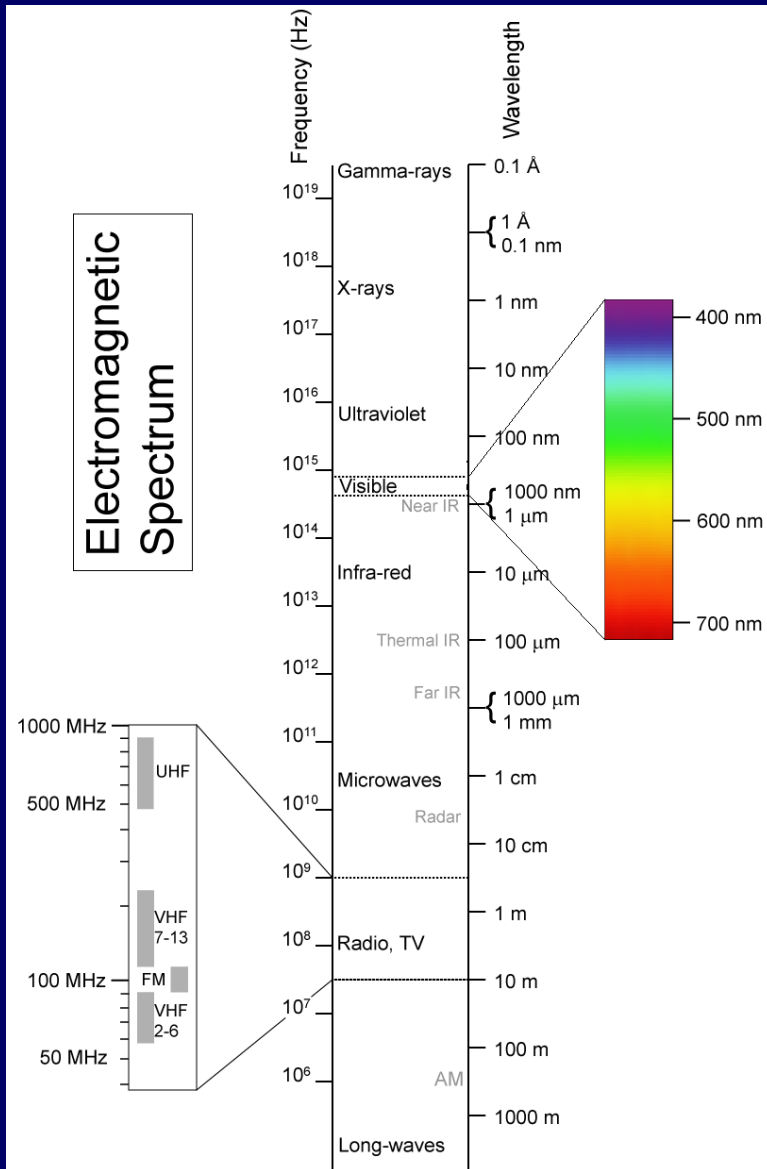 Electromagnetic
Spectrum
Frequency (Hz)
Wavelength
10¹⁹
10¹⁸
10¹⁷
10¹⁶
10¹⁵
10¹⁴
10¹³
10¹²
10¹¹
10¹⁰
10⁹
10⁸
10⁷
10⁶
Gamma-rays
X-rays
Ultraviolet
Visible
Near IR
Infra-red
Thermal IR
Far IR
Microwaves
Radar
Radio, TV
AM
Long-waves
0.1 Å
1 Å
0.1 nm
1 nm
10 nm
100 nm
1000 nm
1 μm
10 μm
100 μm
1000 μm
1 mm
1 cm
10 cm
1 m
10 m
100 m
1000 m
400 nm
500 nm
600 nm
700 nm
1000 MHz
500 MHz
100 MHz
50 MHz
UHF
VHF
7-13
FM
VHF
2-6